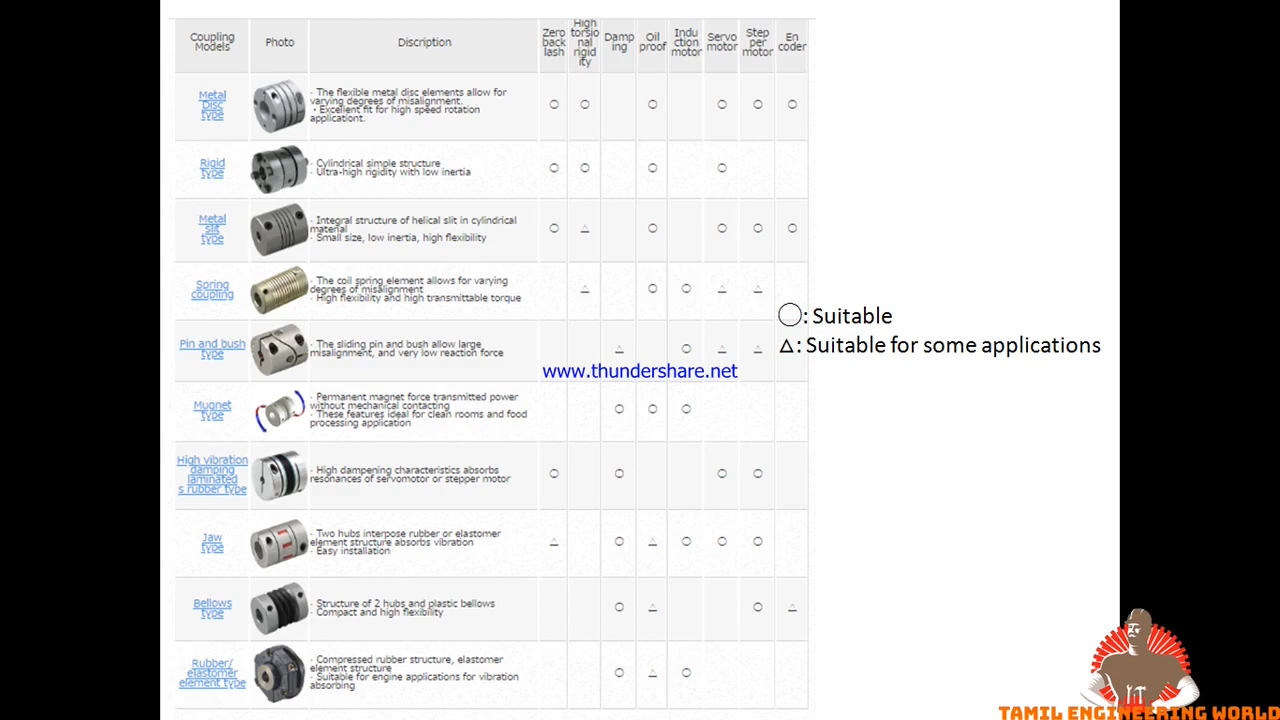 Coupling Models Photo Discription Zero back lash High torsio nal rigid ity Damp ing Oil proof Indu ction motor Servo motor Step per motor En coder
Metal
Disc
type
· The flexible metal disc elements allow for
varying degrees of misalignment.
· Excellent fit for high speed rotation
applicationt.
○ ○ ○ ○ ○ ○
Rigid
type
· Cylindrical simple structure
· Ultra-high rigidity with low inertia
○ ○ ○ ○
Metal
slit
type
· Integral structure of helical slit in cylindrical
material
· Small size, low inertia, high flexibility
○ △ ○ ○ ○ ○
Spring
coupling
· The coil spring element allows for varying
degrees of misalignment
· High flexibility and high transmittable torque
△ ○ ○ △ △
Pin and bush
type
· The sliding pin and bush allow large
misalignment, and very low reaction force
△ ○ △ △
Mugnet
type
· Permanent magnet force transmitted power
without mechanical contacting
· These features ideal for clean rooms and food
processing application
○ ○ ○
High vibration
damping
laminated
s rubber type
· High dampening characteristics absorbs
resonances of servomotor or stepper motor
○ ○ ○ ○
Jaw
type
· Two hubs interpose rubber or elastomer
element structure absorbs vibration
· Easy installation
△ ○ △ ○ ○ ○
Bellows
type
· Structure of 2 hubs and plastic bellows
· Compact and high flexibility
○ △ ○ △
Rubber/
elastomer
element type
· Compressed rubber structure, elastomer
element structure
· Suitable for engine applications for vibration
absorbing
○ △ ○
○: Suitable
△: Suitable for some applications
www.thundershare.net
TAMIL ENGINEERING WORLD